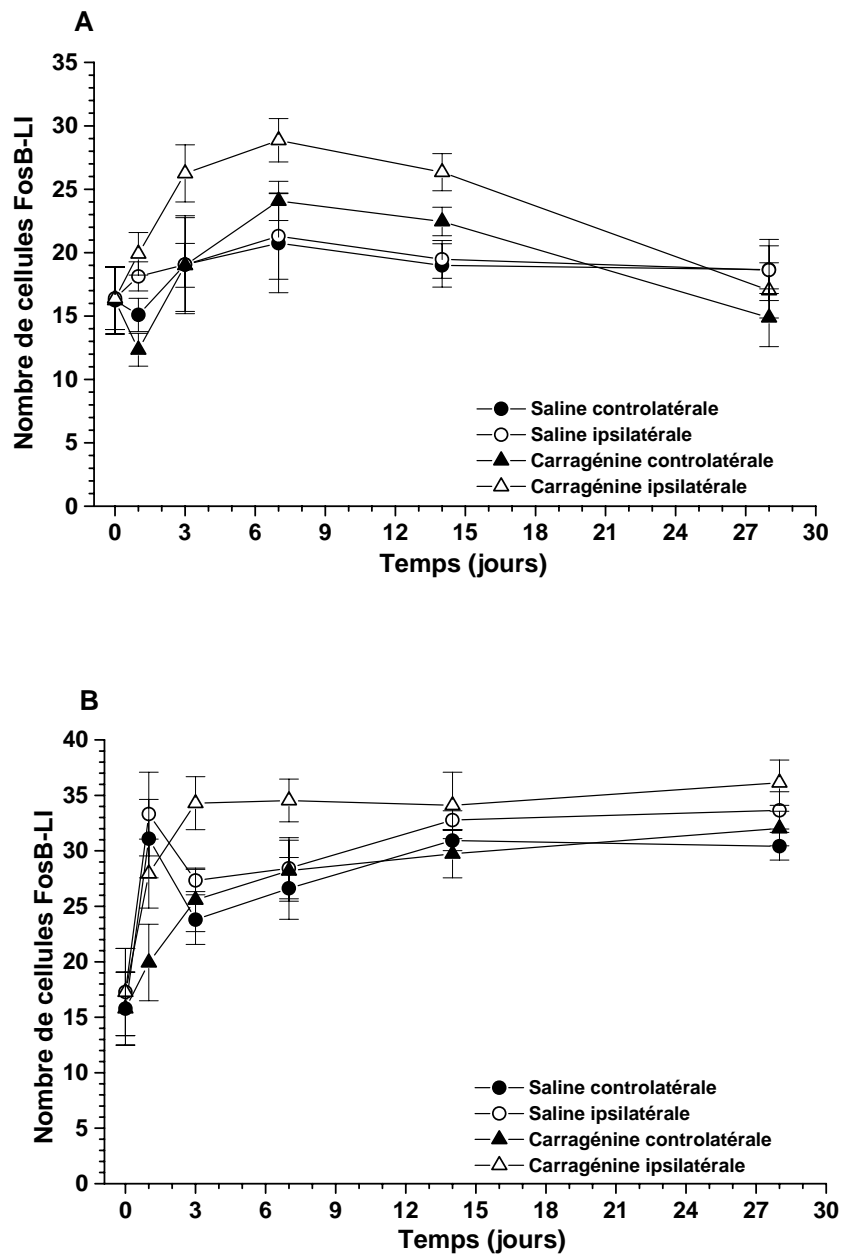 A
Nombre de cellules FosB-LI
35
30
25
20
15
10
5
0
Saline controlatérale
Saline ipsilatérale
Carragénine controlatérale
Carragénine ipsilatérale
0 3 6 9 12 15 18 21 24 27 30
Temps (jours)
B
Nombre de cellules FosB-LI
40
35
30
25
20
15
10
5
0
Saline controlatérale
Saline ipsilatérale
Carragénine controlatérale
Carragénine ipsilatérale
0 3 6 9 12 15 18 21 24 27 30
Temps (jours)